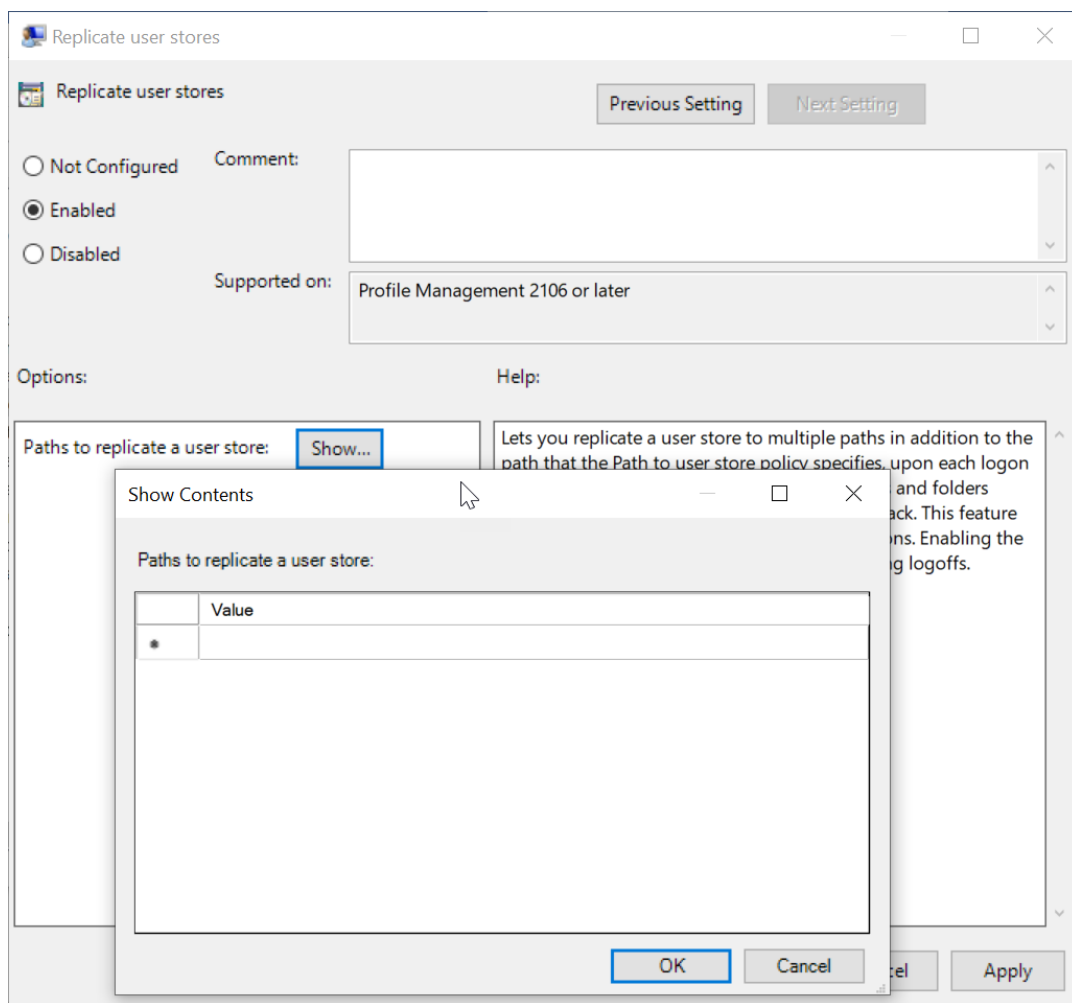 Replicate user stores
Replicate user stores
Previous Setting
Next Setting
Not Configured
Comment:
Enabled
Disabled
Supported on:
Profile Management 2106 or later
Options:
Help:
Paths to replicate a user store:
Show...
Lets you replicate a user store to multiple paths in addition to the
path that the Path to user store policy specifies, upon each logon
and folders
This feature
Enabling the
logoffs.
Show Contents
Paths to replicate a user store:
Value
OK
Cancel
Apply